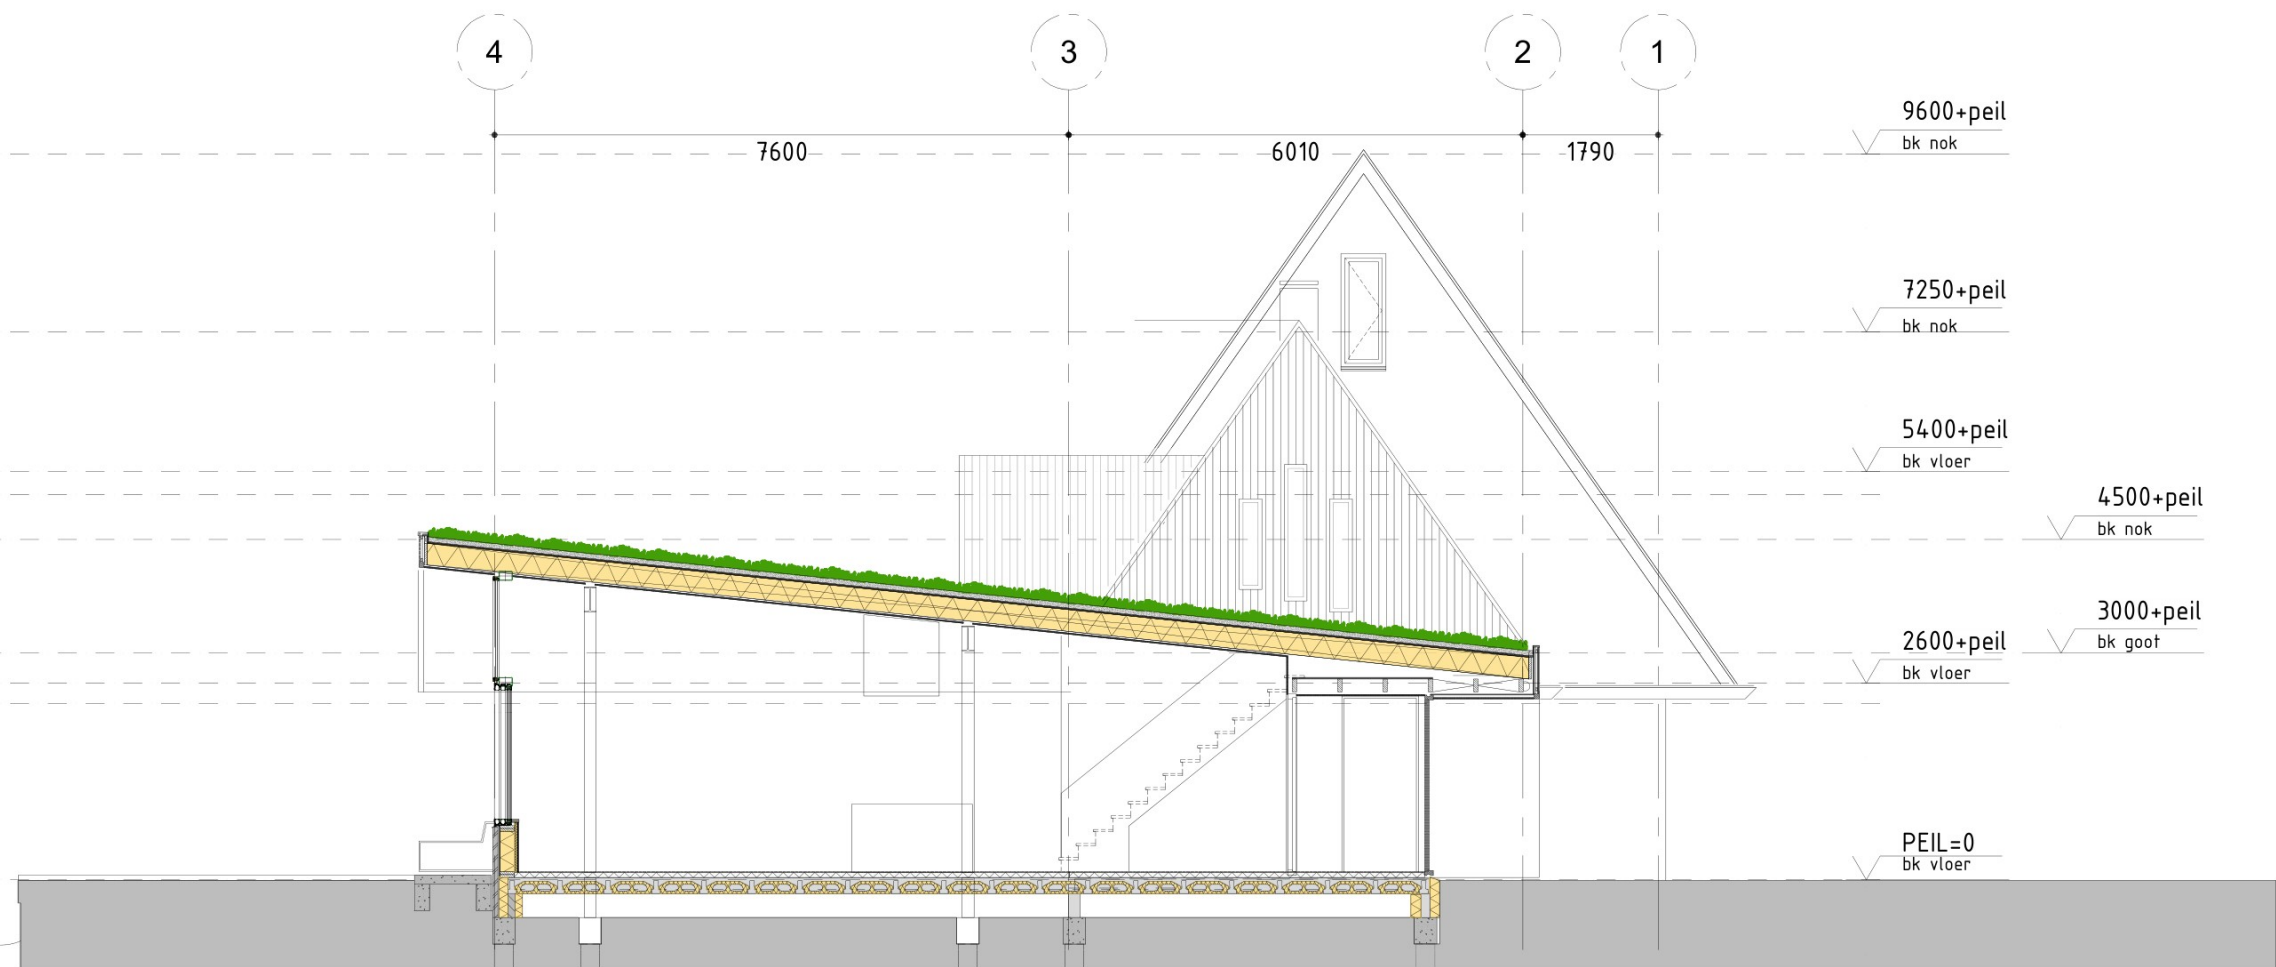 4
3
2
1
7600
6010
1790
9600+peil
bk nok
7250+peil
bk nok
5400+peil
bk vloer
4500+peil
bk nok
3000+peil
bk goot
2600+peil
bk vloer
PEIL=0
bk vloer